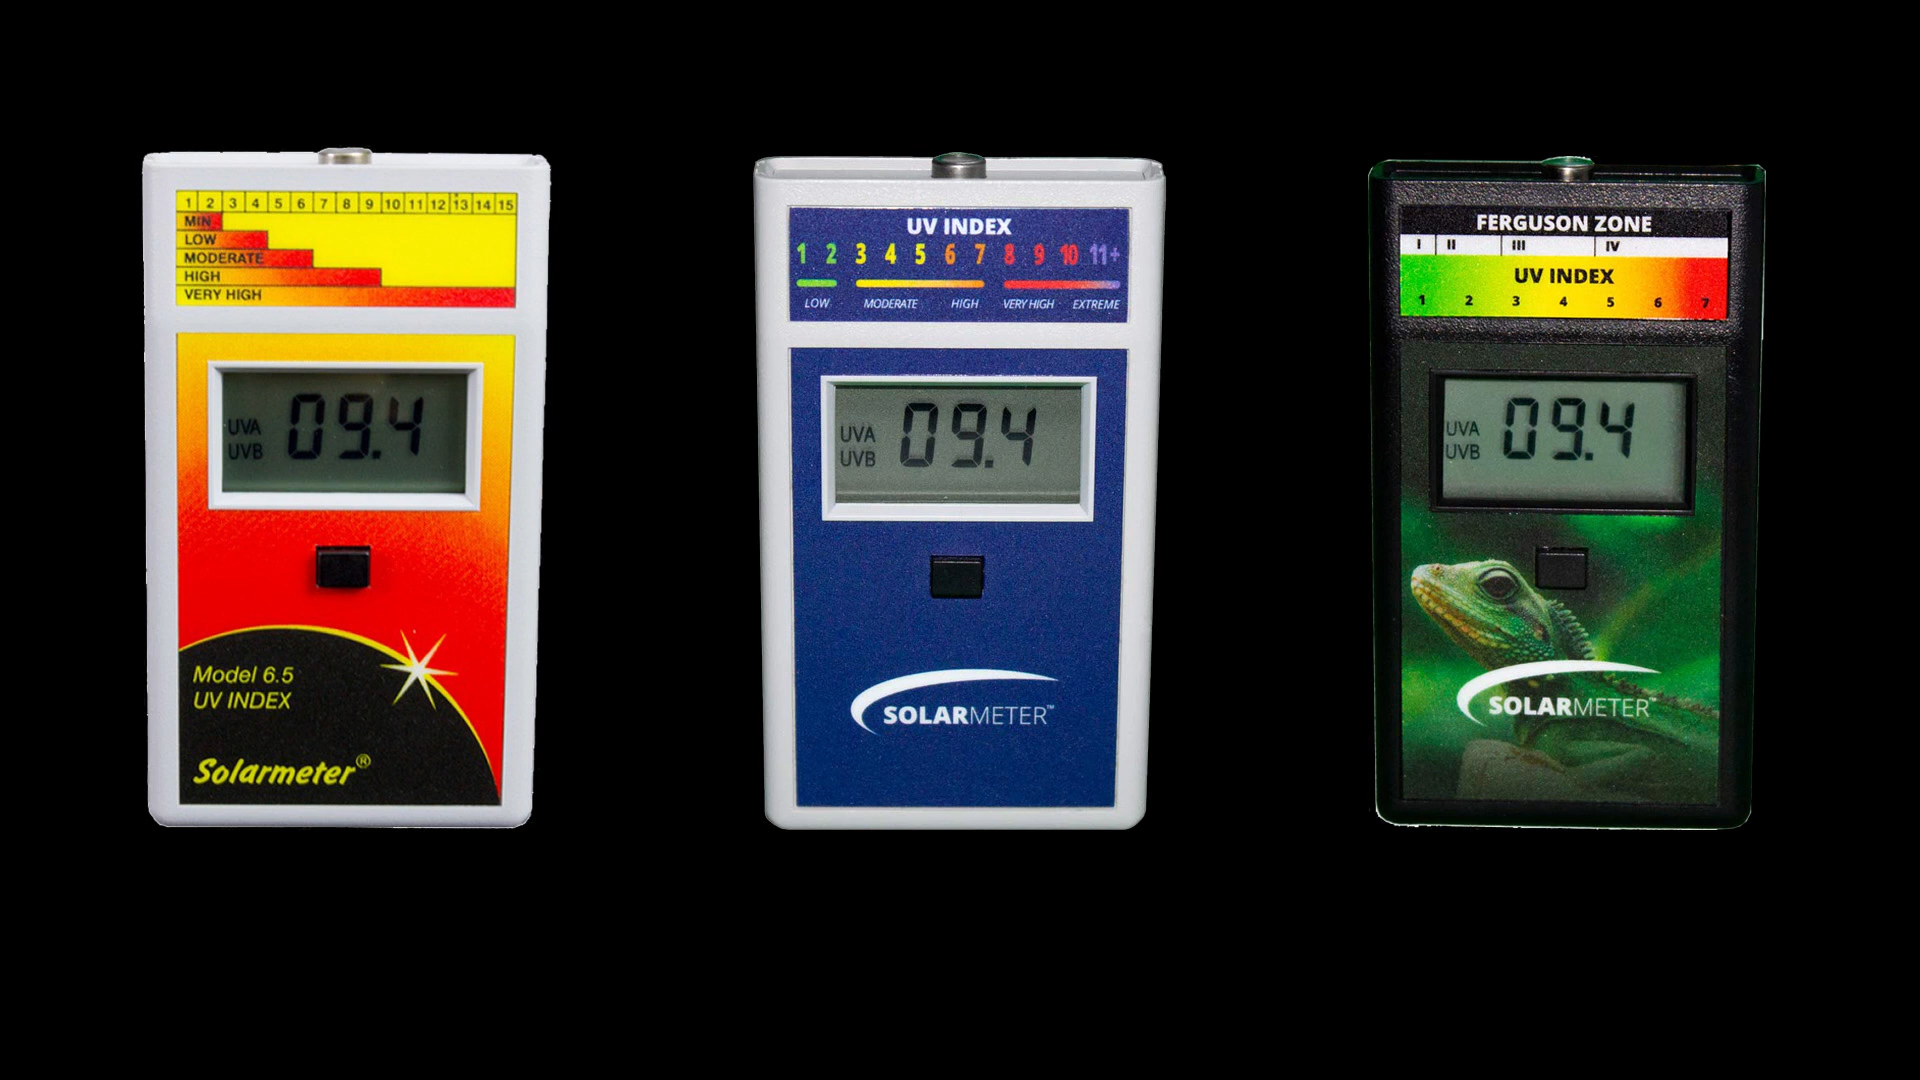 1 2 3 4 5 6 7 8 9 10 11 12 13 14 15
MIN
LOW
MODERATE
HIGH
VERY HIGH
UVA
UVB
09.4
Model 6.5
UV INDEX
Solarmeter®
UV INDEX
1 2 3 4 5 6 7 8 9 10 11+
LOW MODERATE HIGH VERY HIGH EXTREME
UVA
UVB
09.4
SOLARMETER™
FERGUSON ZONE
I II III IV
UV INDEX
1 2 3 4 5 6 7
UVA
UVB
09.4
SOLARMETER™